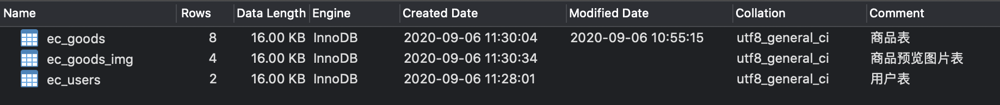 Name Rows Data Length Engine Created Date Modified Date Collation Comment
ec_goods 8 16.00 KB InnoDB 2020-09-06 11:30:04 2020-09-06 10:55:15 utf8_general_ci 商品表
ec_goods_img 4 16.00 KB InnoDB 2020-09-06 11:30:34 utf8_general_ci 商品预览图片表
ec_users 2 16.00 KB InnoDB 2020-09-06 11:28:01 utf8_general_ci 用户表